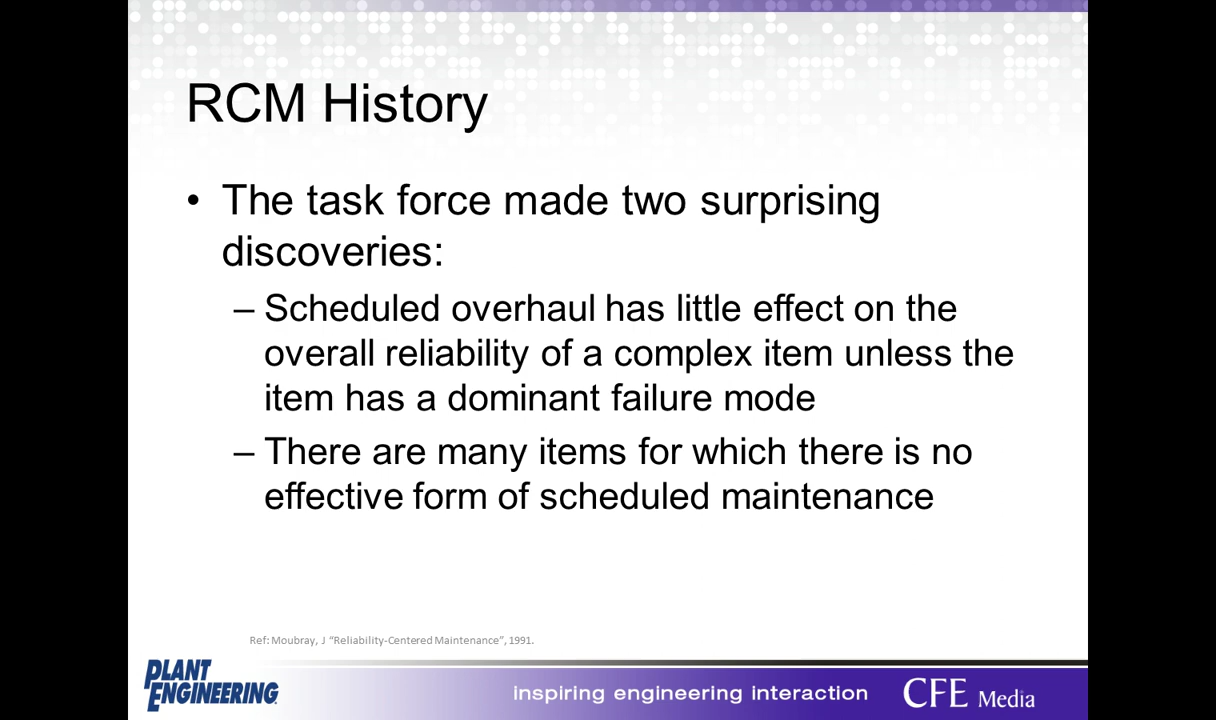 RCM History
• The task force made two surprising
discoveries:
– Scheduled overhaul has little effect on the
overall reliability of a complex item unless the
item has a dominant failure mode
– There are many items for which there is no
effective form of scheduled maintenance
Ref: Moubray, J “Reliability-Centered Maintenance”, 1991.
PLANT
ENGINEERING
inspiring engineering interaction
CFE Media